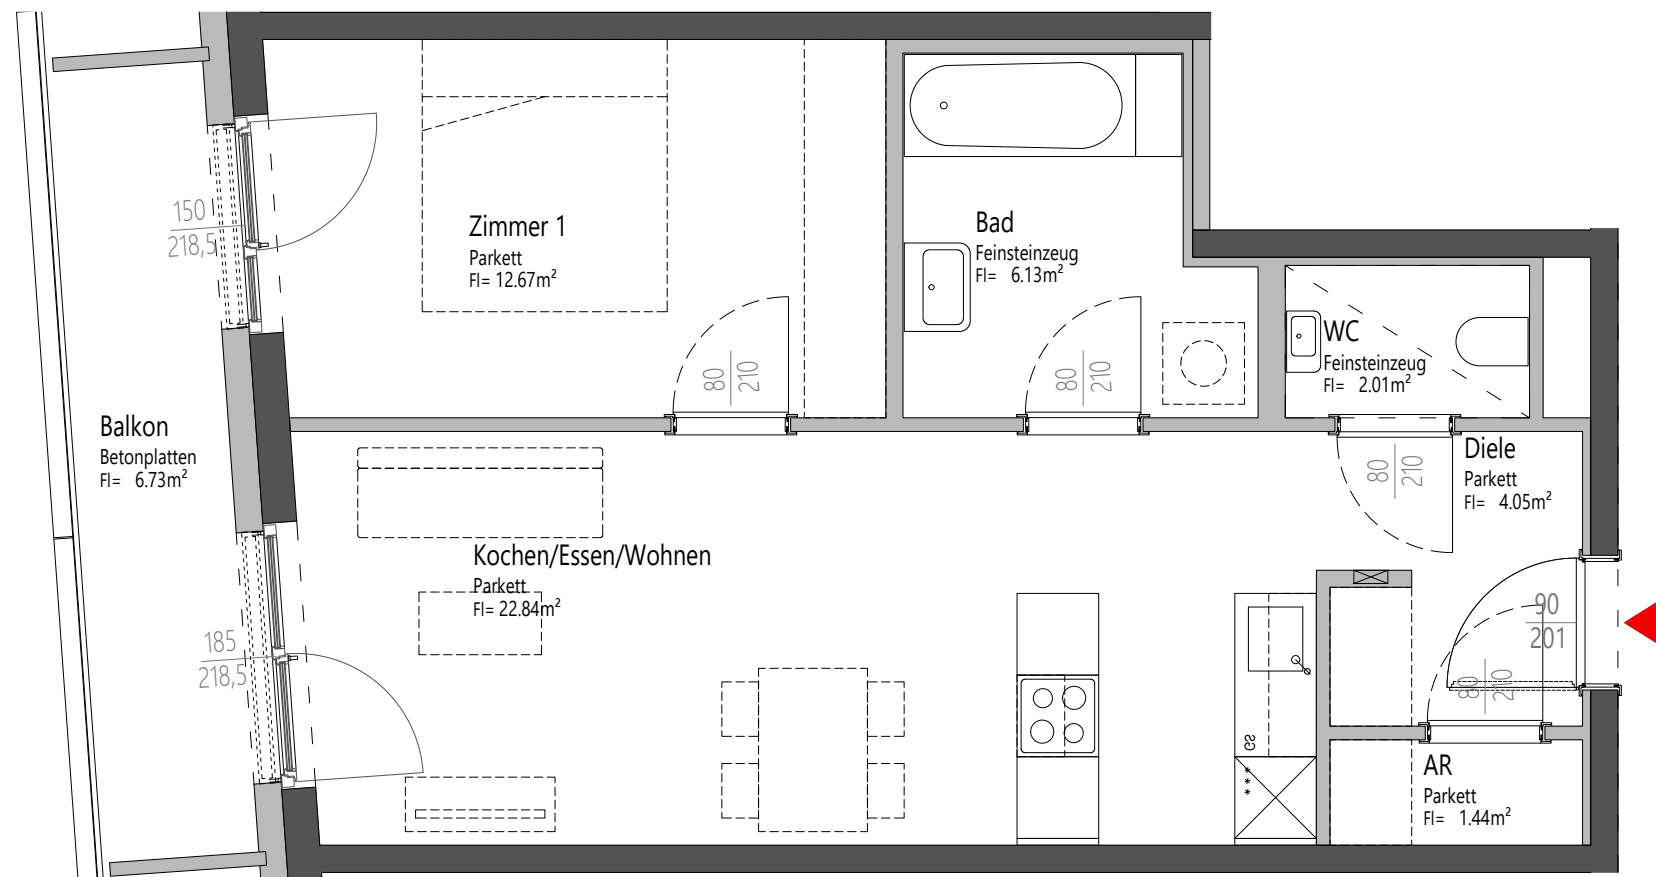 150
218,5
Zimmer 1
Parkett
Fl= 12.67m²
80
210
Bad
Feinsteinzeug
Fl= 6.13m²
80
210
WC
Feinsteinzeug
Fl= 2.01m²
Balkon
Betonplatten
Fl= 6.73m²
80
210
Diele
Parkett
Fl= 4.05m²
Kochen/Essen/Wohnen
Parkett
Fl= 22.84m²
185
218,5
90
201
80
210
GS
***
AR
Parkett
Fl= 1.44m²